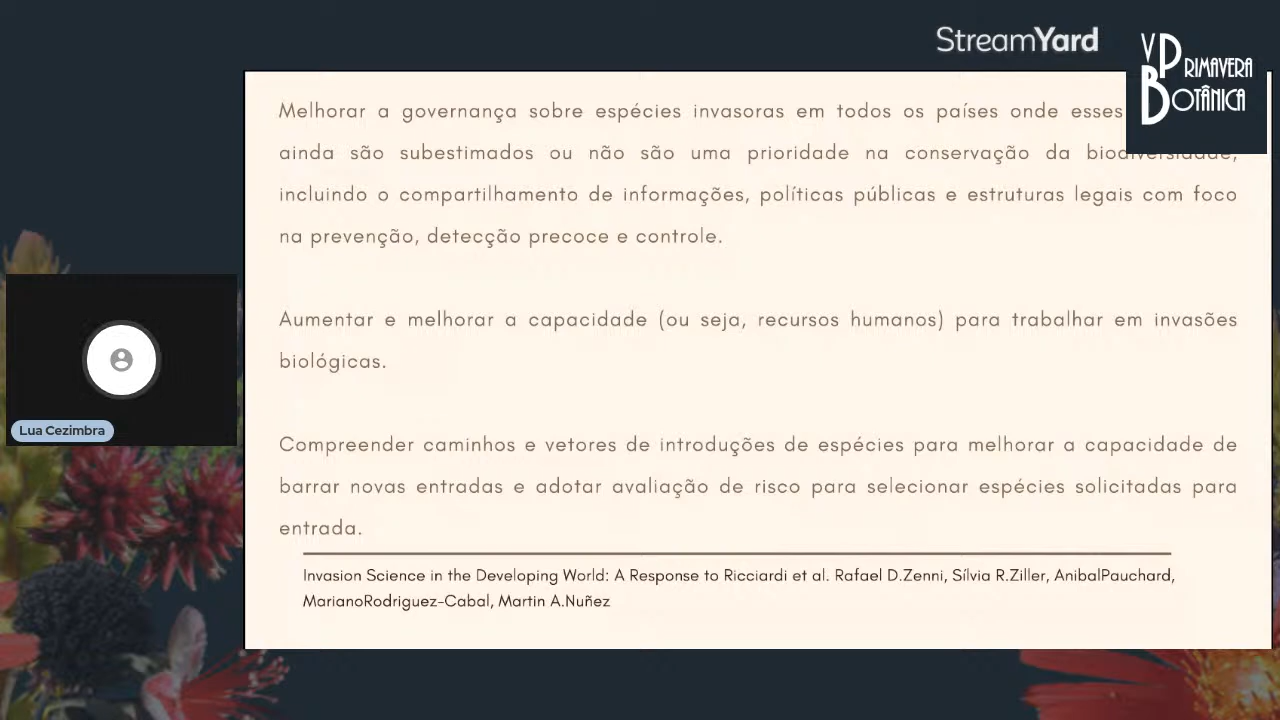 StreamYard
V PRIMAVERA
BOTÂNICA
Melhorar a governança sobre espécies invasoras em todos os países onde esses
ainda são subestimados ou não são uma prioridade na conservação da biodiversidade,
incluindo o compartilhamento de informações, políticas públicas e estruturas legais com foco
na prevenção, detecção precoce e controle.
Aumentar e melhorar a capacidade (ou seja, recursos humanos) para trabalhar em invasões
biológicas.
Compreender caminhos e vetores de introduções de espécies para melhorar a capacidade de
barrar novas entradas e adotar avaliação de risco para selecionar espécies solicitadas para
entrada.
Invasion Science in the Developing World: A Response to Ricciardi et al. Rafael D.Zenni, Sílvia R.Ziller, AnibalPauchard,
MarianoRodriguez-Cabal, Martin A.Nuñez
Lua Cezimbra